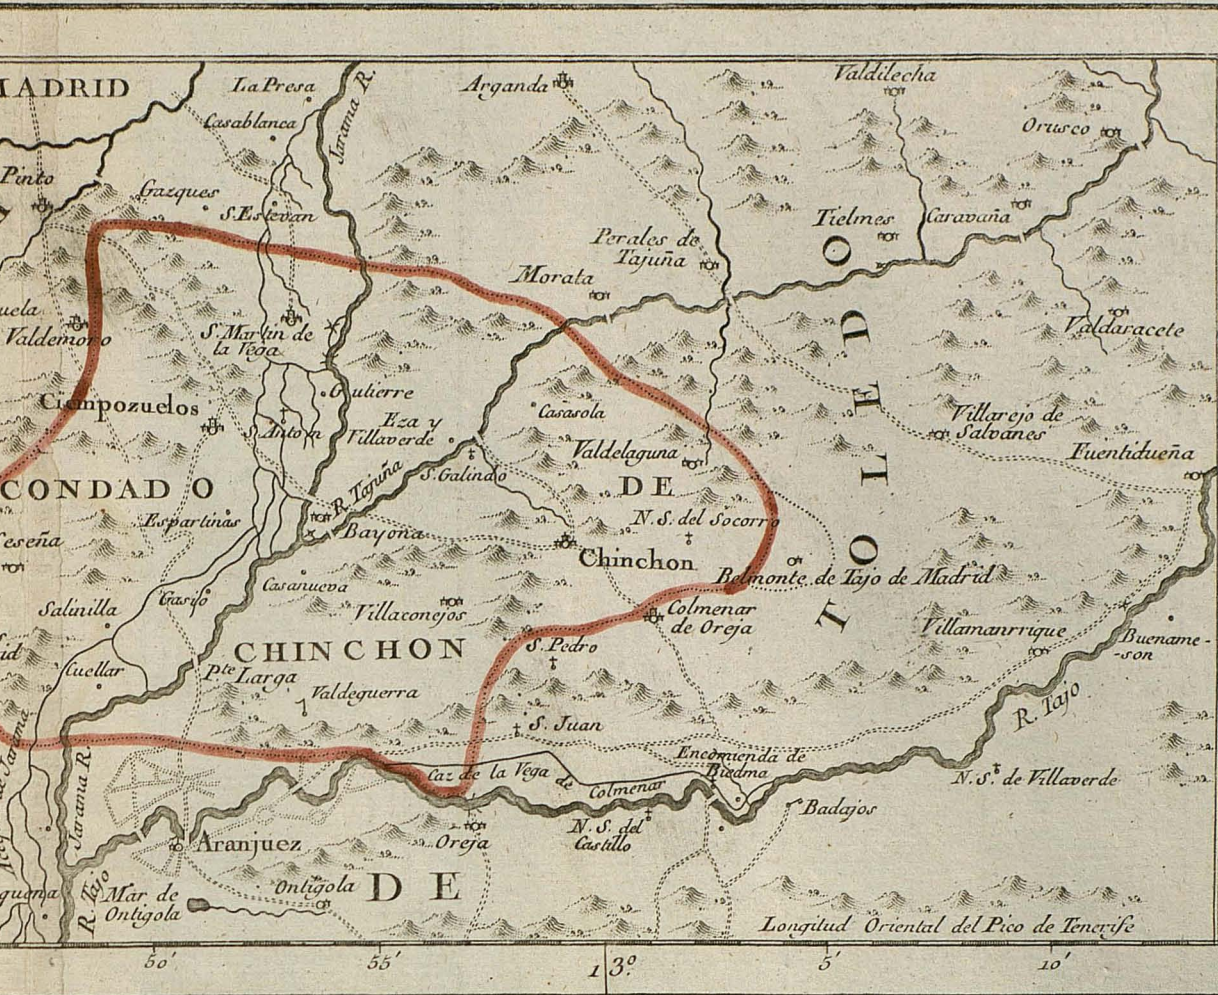 MADRID
La Presa
Jarama R.
Arganda
Valdilecha
Casablanca
Orusco
Pinto
Gazques
S. Estevan
Tielmes
Caravaña
Perales de
Tajuña
Morata
Valdemoro
S. Martin de
la Vega
Valdaracete
Gutierre
Ciempozuelos
Casasola
S. Anton
Eza y
Villaverde
Villarejo de
Salvanes
Valdelaguna
Fuentidueña
S. Galindo
CONDADO
R. Tajuña
DE
N. S. del Socorro
Espartinas
Bayona
Chinchon
TOLEDO
Casanueva
Belmonte de Tajo de Madrid
Salinilla
Villaconejos
Colmenar
de Oreja
Villamanrrique
Buename-
-son
CHINCHON
S. Pedro
Cuellar
Pte Larga
Valdeguerra
R. Tajo
S. Juan
Encomienda de
Biedma
Jarama R.
Caz de la Vega de
Colmenar
N. S. de Villaverde
Badajos
N. S. del
Castillo
Aranjuez
Oreja
R. Tajo
Mar de
Ontigola
Ontigola
DE
Longitud Oriental del Pico de Tenerife
50'
55'
13.°
5'
10'